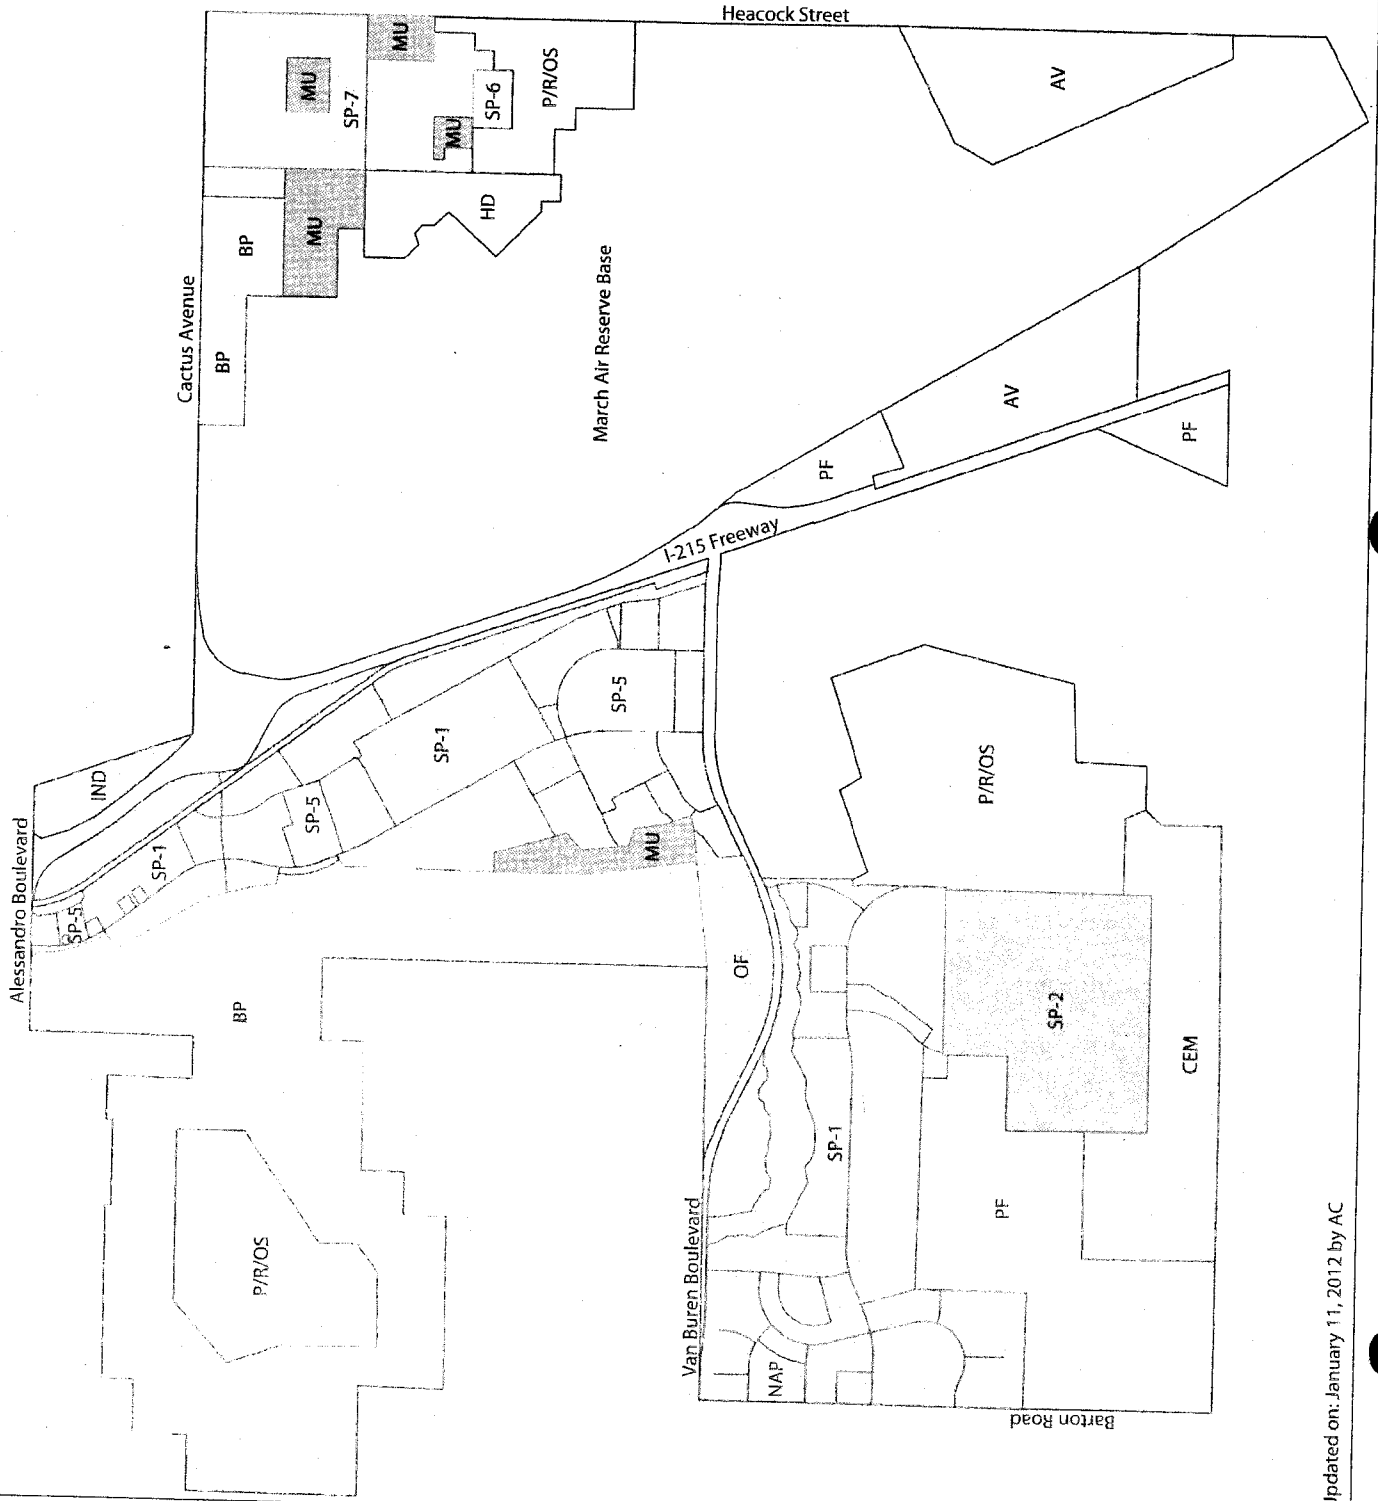 Heacock Street
MU
MU
SP-7
MU
SP-6
P/R/OS
AV
Cactus Avenue
BP
MU
HD
BP
March Air Reserve Base
AV
PF
PF
I-215 Freeway
Alessandro Boulevard
IND
SP-1
SP-5
SP-5
SP-1
SP-5
MU
P/R/OS
BP
OF
SP-2
CEM
P/R/OS
SP-1
PF
Van Buren Boulevard
NAP
Barton Road
Updated on: January 11, 2012 by AC